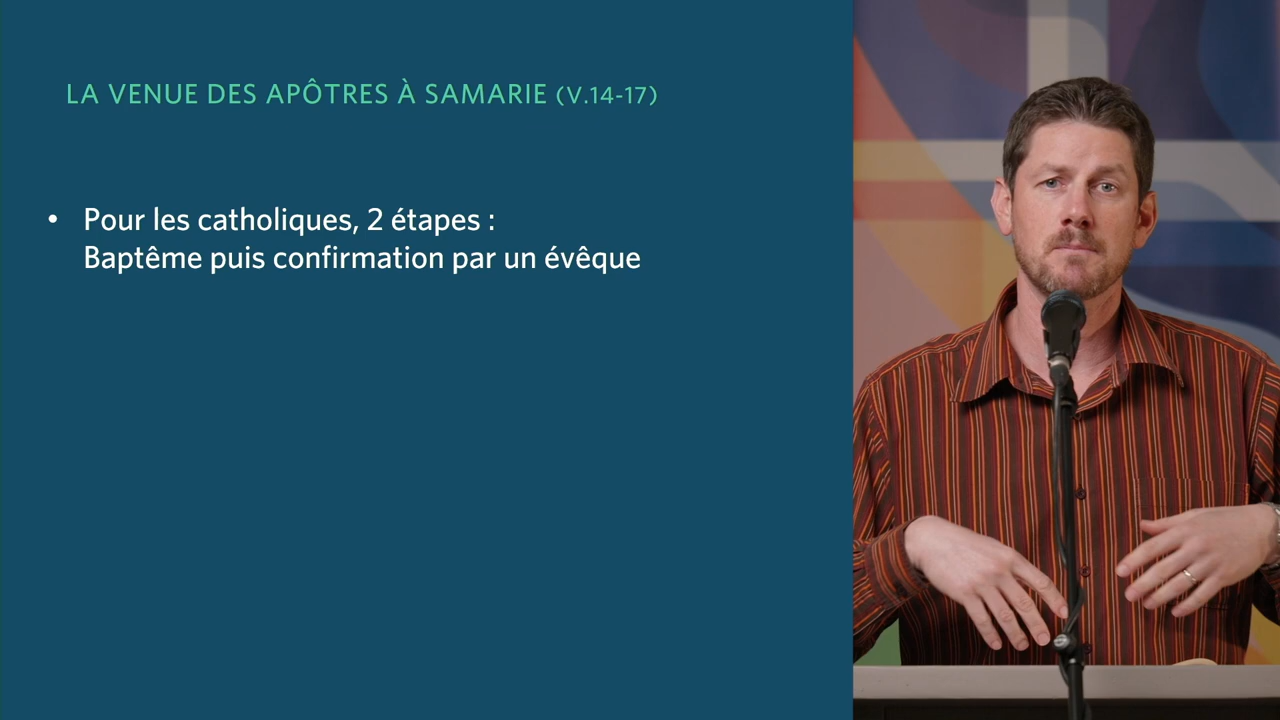 LA VENUE DES APÔTRES À SAMARIE (V.14-17)
• Pour les catholiques, 2 étapes :
Baptême puis confirmation par un évêque